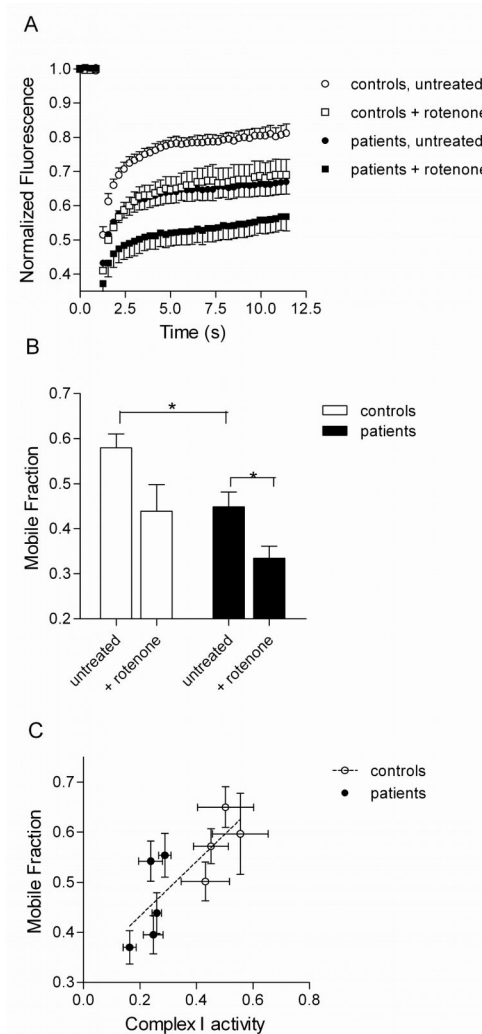 A
1.0
0.9
0.8
0.7
0.6
0.5
0.4
Normalized Fluorescence
0 2.5 5.0 7.5 10.0 12.5
Time (s)
controls, untreated
controls + rotenone
patients, untreated
patients + rotenone
B
0.7
0.6
0.5
0.4
0.3
0.2
Mobile Fraction
*
*
untreated
+ rotenone
untreated
+ rotenone
controls
patients
C
0.7
0.6
0.5
0.4
0.3
Mobile Fraction
0 0.2 0.4 0.6 0.8
Complex I activity
controls
patients